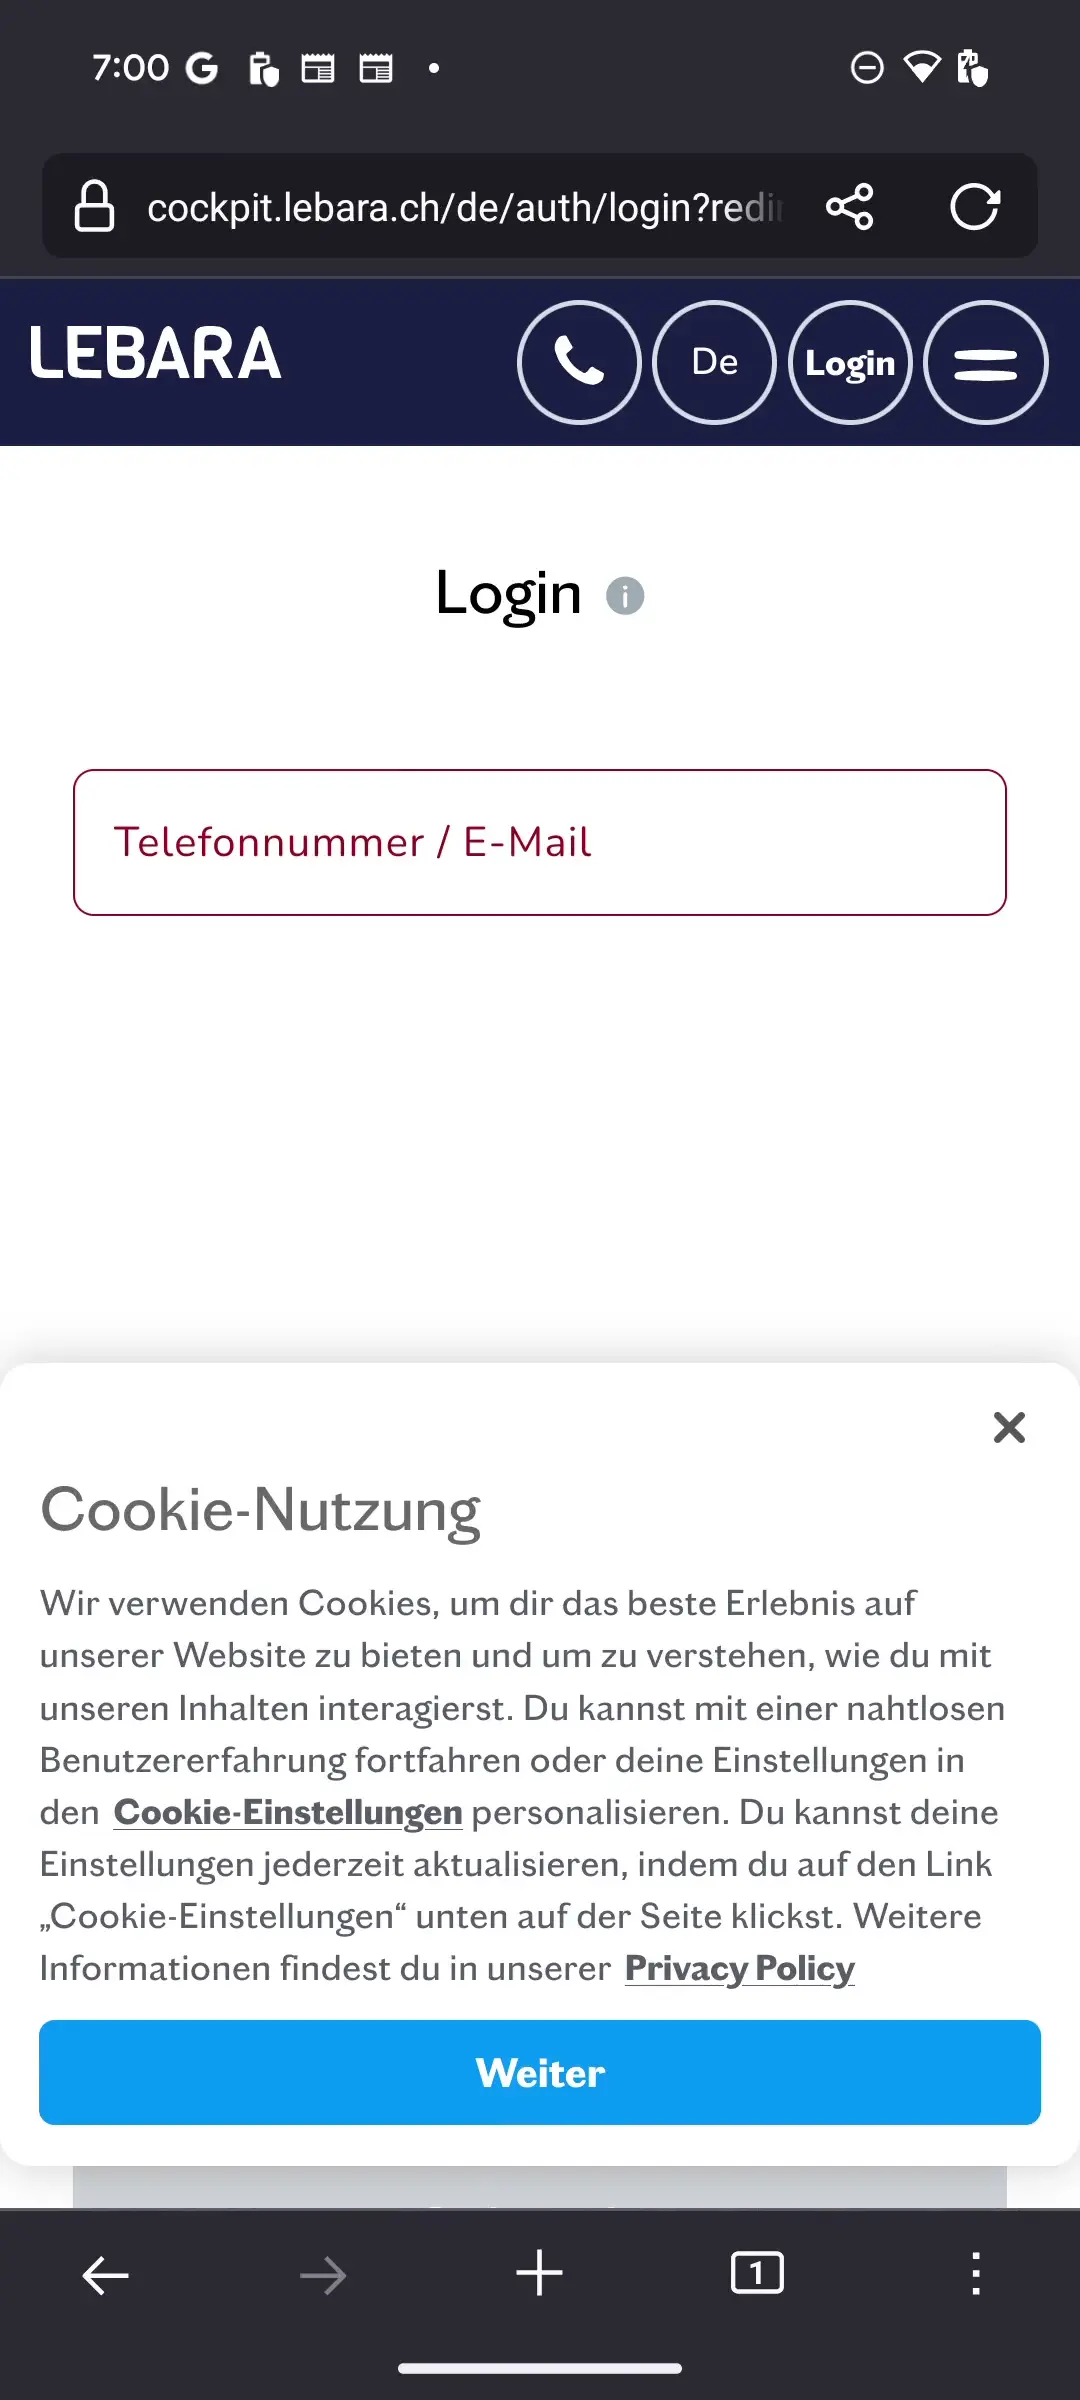 7:00
cockpit.lebara.ch/de/auth/login?redi
LEBARA
De
Login
Login
Telefonnummer / E-Mail
Cookie-Nutzung
Wir verwenden Cookies, um dir das beste Erlebnis auf
unserer Website zu bieten und um zu verstehen, wie du mit
unseren Inhalten interagierst. Du kannst mit einer nahtlosen
Benutzererfahrung fortfahren oder deine Einstellungen in
den Cookie-Einstellungen personalisieren. Du kannst deine
Einstellungen jederzeit aktualisieren, indem du auf den Link
„Cookie-Einstellungen“ unten auf der Seite klickst. Weitere
Informationen findest du in unserer Privacy Policy
Weiter
1